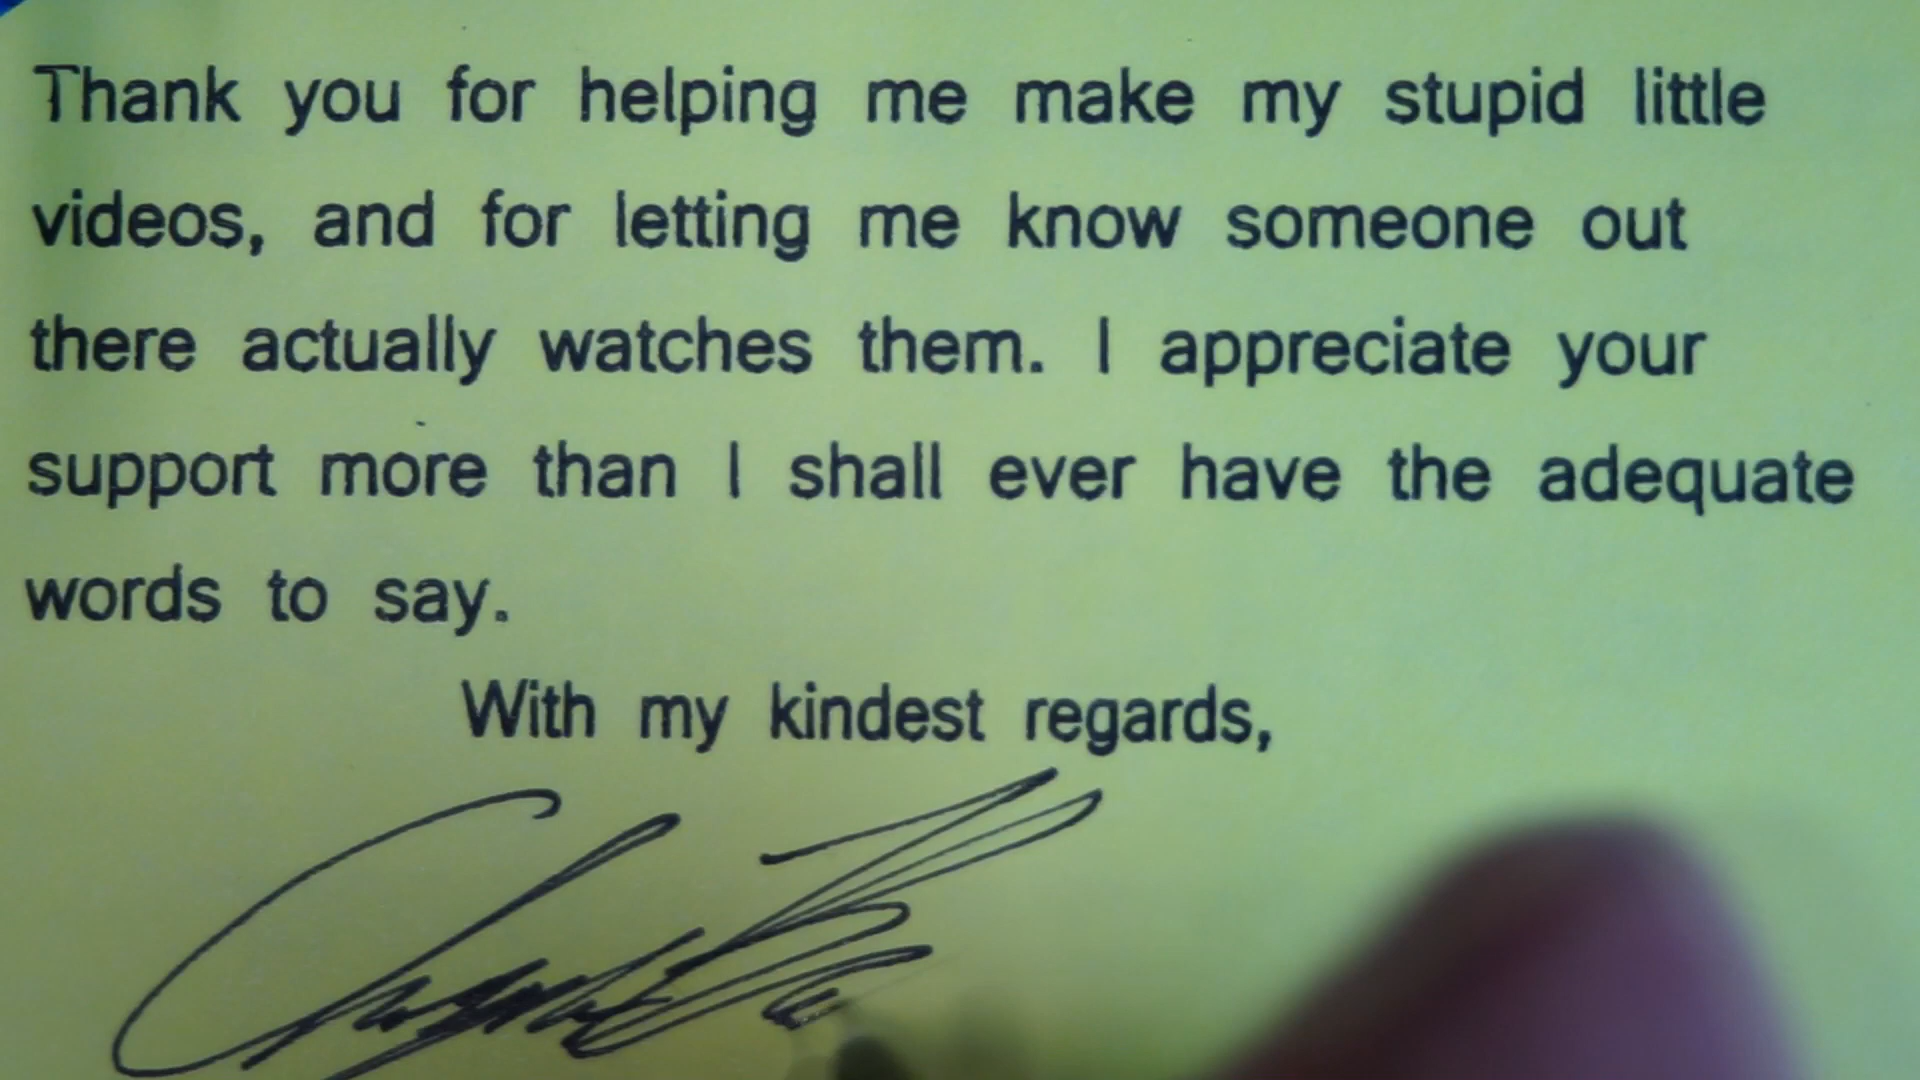 Thank you for helping me make my stupid little
videos, and for letting me know someone out
there actually watches them. I appreciate your
support more than I shall ever have the adequate
words to say.
With my kindest regards,